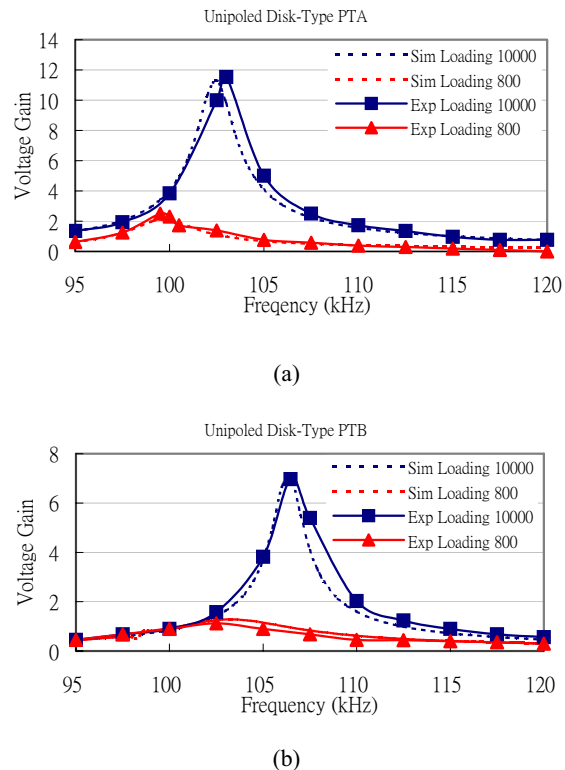 Unipoled Disk-Type PTA
14
12
10
8
6
4
2
0
Voltage Gain
Sim Loading 10000
Sim Loading 800
Exp Loading 10000
Exp Loading 800
95 100 105 110 115 120
Freqency (kHz)
(a)
Unipoled Disk-Type PTB
8
6
4
2
0
Voltage Gain
Sim Loading 10000
Sim Loading 800
Exp Loading 10000
Exp Loading 800
95 100 105 110 115 120
Frequency (kHz)
(b)